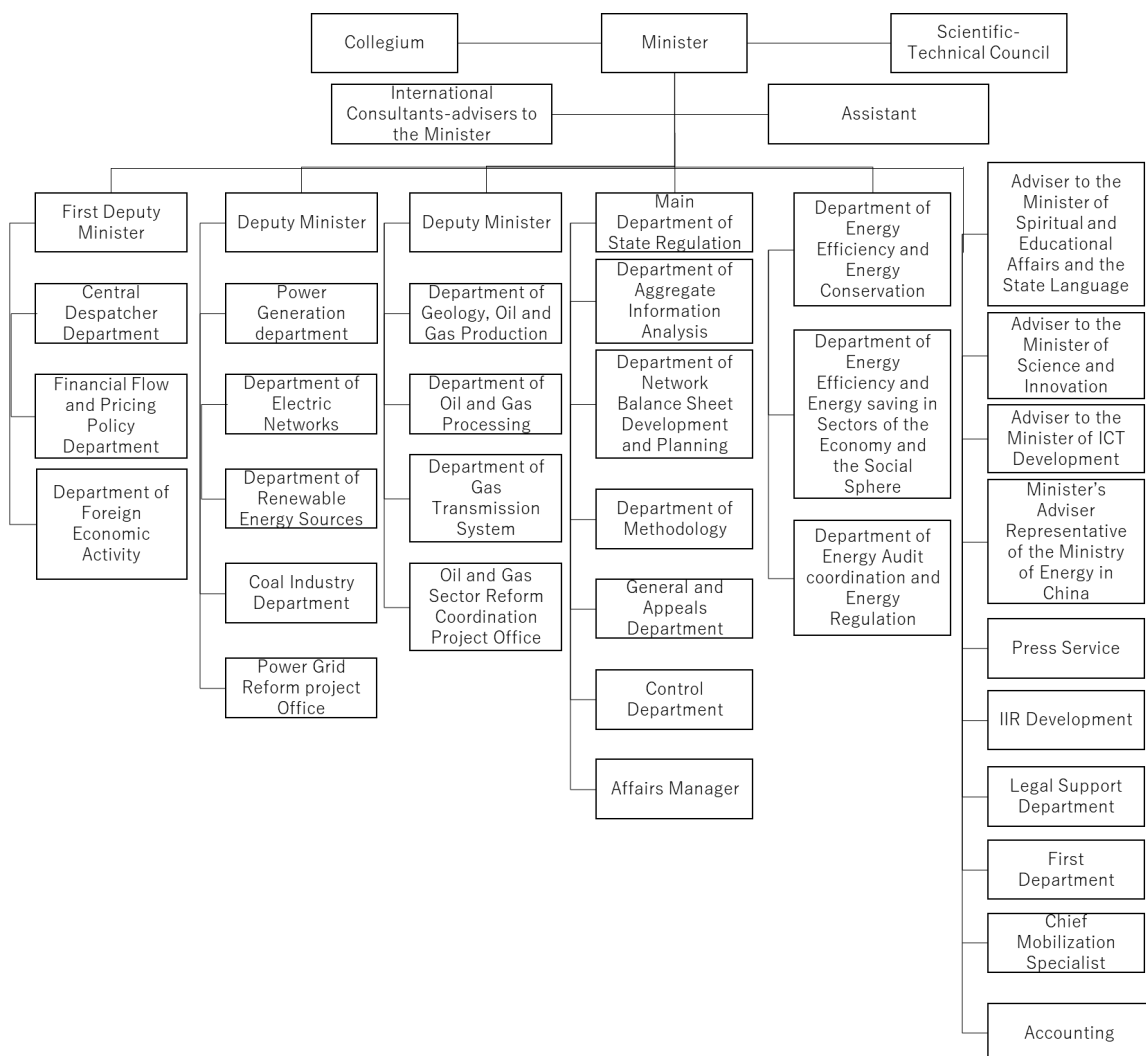 Collegium
Minister
Scientific-
Technical Council
International
Consultants-advisers to
the Minister
Assistant
First Deputy
Minister
Central
Despatcher
Department
Financial Flow
and Pricing
Policy
Department
Department of
Foreign
Economic
Activity
Deputy Minister
Power
Generation
department
Department of
Electric
Networks
Department of
Renewable
Energy Sources
Coal Industry
Department
Power Grid
Reform project
Office
Deputy Minister
Department of
Geology, Oil and
Gas Production
Department of
Oil and Gas
Processing
Department of
Gas
Transmission
System
Oil and Gas
Sector Reform
Coordination
Project Office
Main
Department of
State Regulation
Department of
Aggregate
Information
Analysis
Department of
Network
Balance Sheet
Development
and Planning
Department of
Methodology
General and
Appeals
Department
Control
Department
Affairs Manager
Department of
Energy
Efficiency and
Energy
Conservation
Department of
Energy
Efficiency and
Energy saving in
Sectors of the
Economy and
the Social
Sphere
Department of
Energy Audit
coordination and
Energy
Regulation
Adviser to the
Minister of
Spiritual and
Educational
Affairs and the
State Language
Adviser to the
Minister of
Science and
Innovation
Adviser to the
Minister of ICT
Development
Minister's
Adviser
Representative
of the Ministry
of Energy in
China
Press Service
IIR Development
Legal Support
Department
First
Department
Chief
Mobilization
Specialist
Accounting